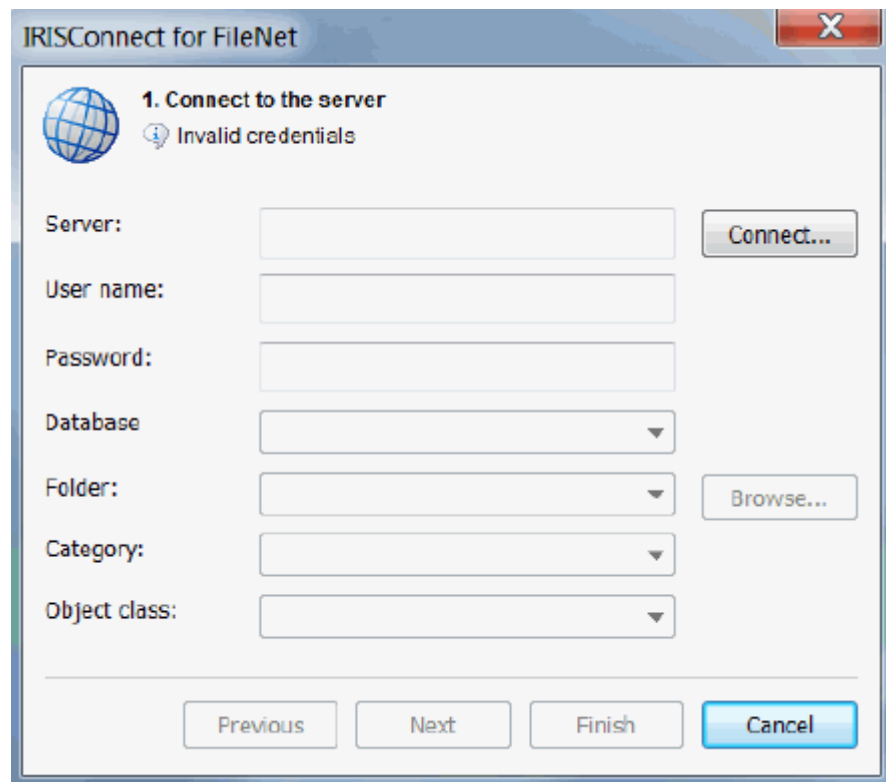 IRISConnect for FileNet
1. Connect to the server
Invalid credentials
Server:
Connect...
User name:
Password:
Database
Folder:
Browse...
Category:
Object class:
Previous Next Finish Cancel